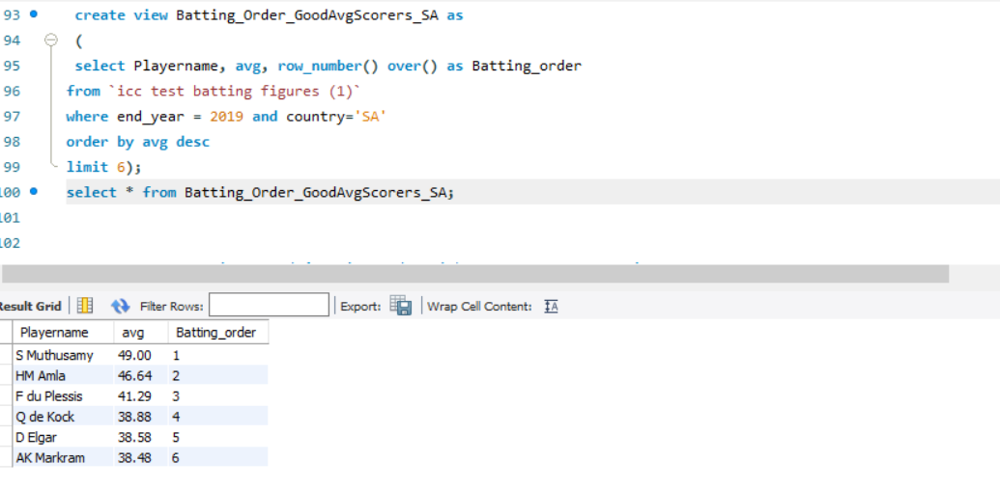 93 create view Batting_Order_GoodAvgScorers_SA as
94 (
95 select Playername, avg, row_number() over() as Batting_order
96 from `icc test batting figures (1)`
97 where end_year = 2019 and country='SA'
98 order by avg desc
99 limit 6);
100 select * from Batting_Order_GoodAvgScorers_SA;
101
102
Result Grid Filter Rows: Export: Wrap Cell Content: IA
Playername avg Batting_order
S Muthusamy 49.00 1
HM Amla 46.64 2
F du Plessis 41.29 3
Q de Kock 38.88 4
D Elgar 38.58 5
AK Markram 38.48 6